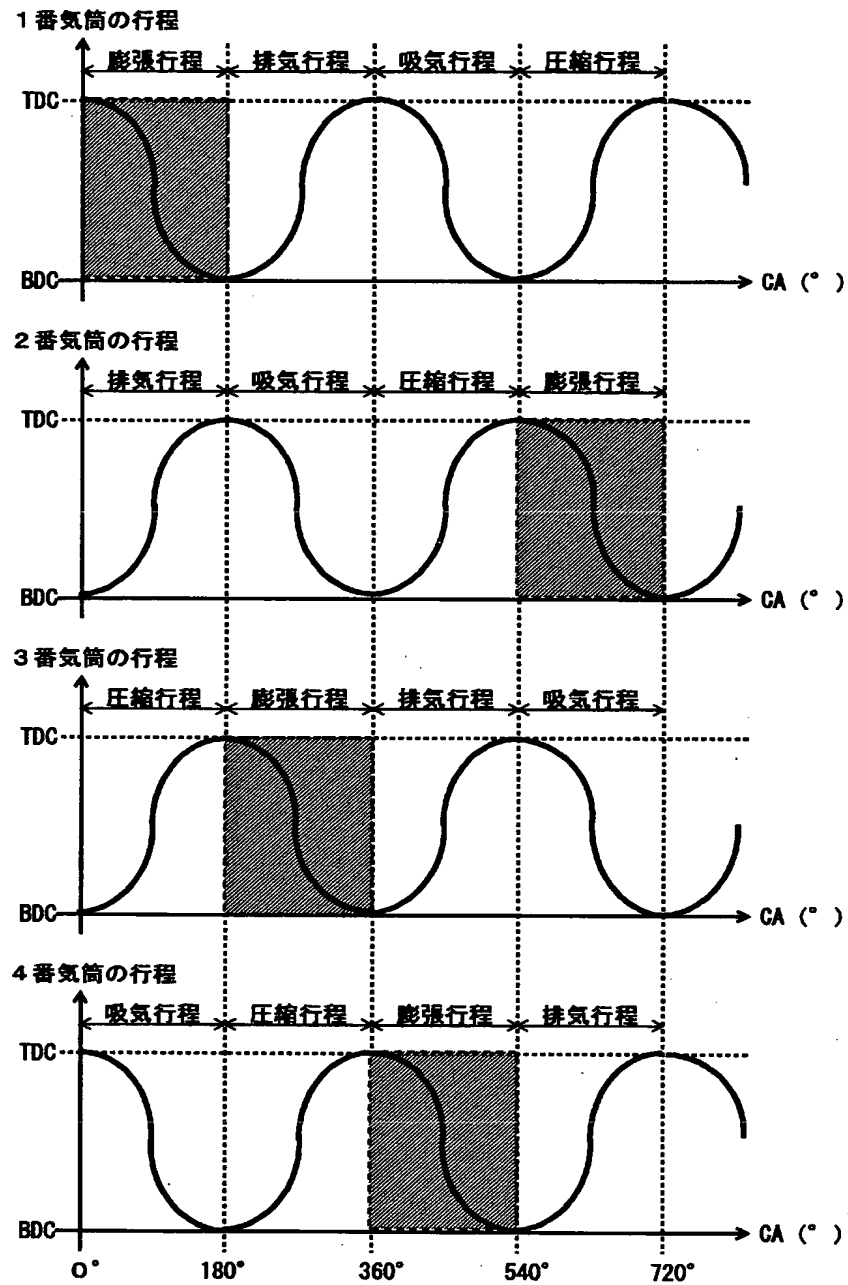 1番気筒の行程
膨張行程 排気行程 吸気行程 圧縮行程
TDC
BDC CA (°)
2番気筒の行程
排気行程 吸気行程 圧縮行程 膨張行程
TDC
BDC CA (°)
3番気筒の行程
圧縮行程 膨張行程 排気行程 吸気行程
TDC
BDC CA (°)
4番気筒の行程
吸気行程 圧縮行程 膨張行程 排気行程
TDC
BDC CA (°)
0° 180° 360° 540° 720°